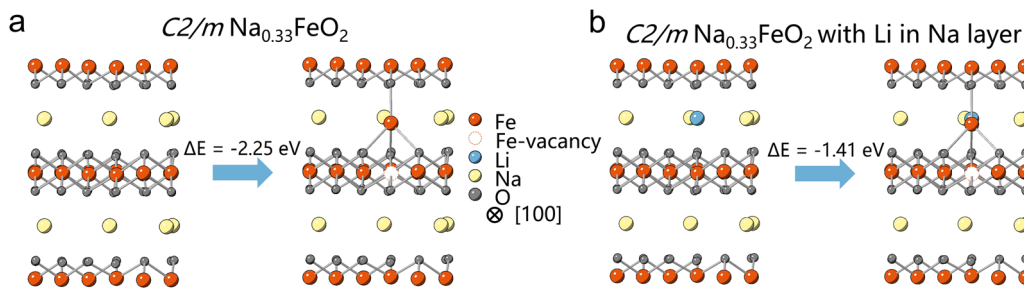 a
C2/m Na0.33FeO2
ΔE = -2.25 eV
Fe
Fe-vacancy
Li
Na
O
[100]
b
C2/m Na0.33FeO2 with Li in Na layer
ΔE = -1.41 eV